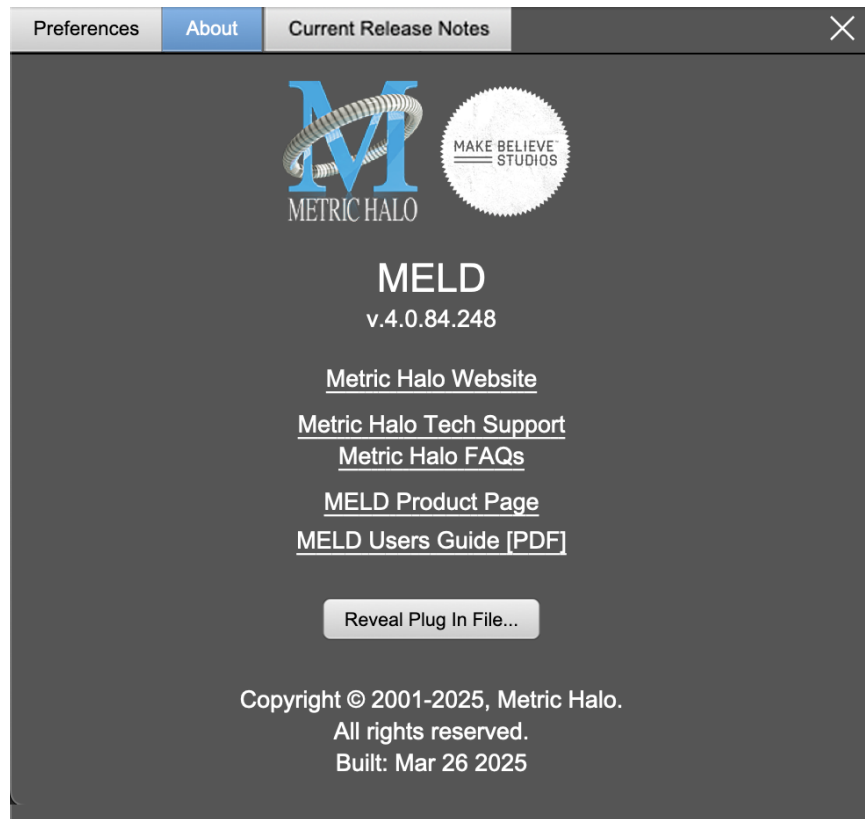 Preferences
About
Current Release Notes
METRIC HALO
MAKE BELIEVE™
STUDIOS
MELD
v.4.0.84.248
Metric Halo Website
Metric Halo Tech Support
Metric Halo FAQs
MELD Product Page
MELD Users Guide [PDF]
Reveal Plug In File...
Copyright © 2001-2025, Metric Halo.
All rights reserved.
Built: Mar 26 2025